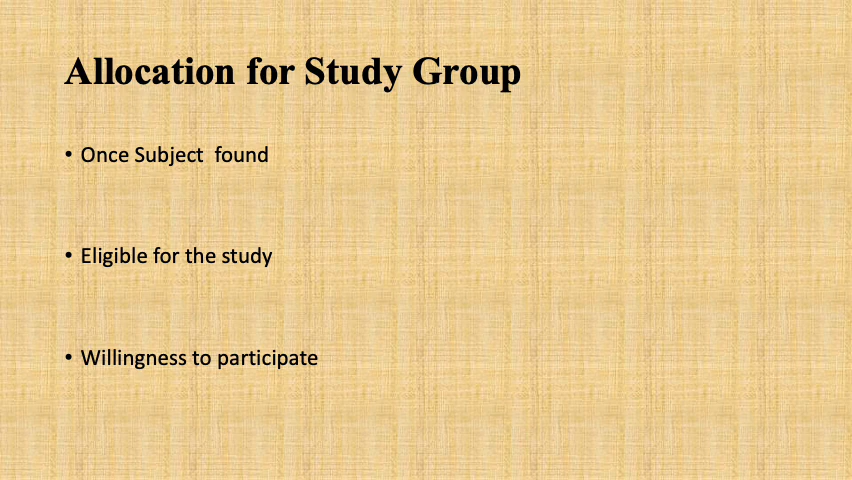 Allocation for Study Group
• Once Subject  found
• Eligible for the study
• Willingness to participate